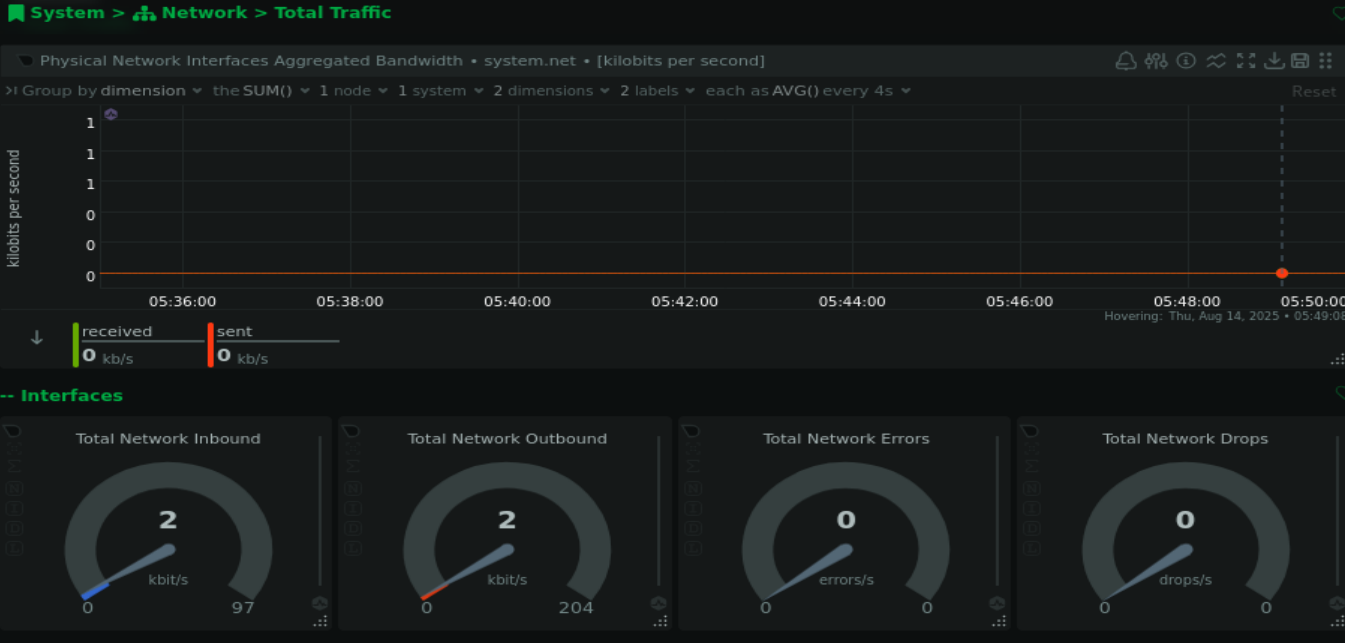 System > Network > Total Traffic
Physical Network Interfaces Aggregated Bandwidth • system.net • [kilobits per second]
Group by dimension the SUM() 1 node 1 system 2 dimensions 2 labels each as AVG() every 4s Reset
kilobits per second
1
1
1
0
0
0
05:36:00 05:38:00 05:40:00 05:42:00 05:44:00 05:46:00 05:48:00 05:50:00
Hovering: Thu, Aug 14, 2025 • 05:49:08
received sent
0 kb/s 0 kb/s
-- Interfaces
Total Network Inbound Total Network Outbound Total Network Errors Total Network Drops
2 2 0 0
kbit/s kbit/s errors/s drops/s
0 97 0 204 0 0 0 0